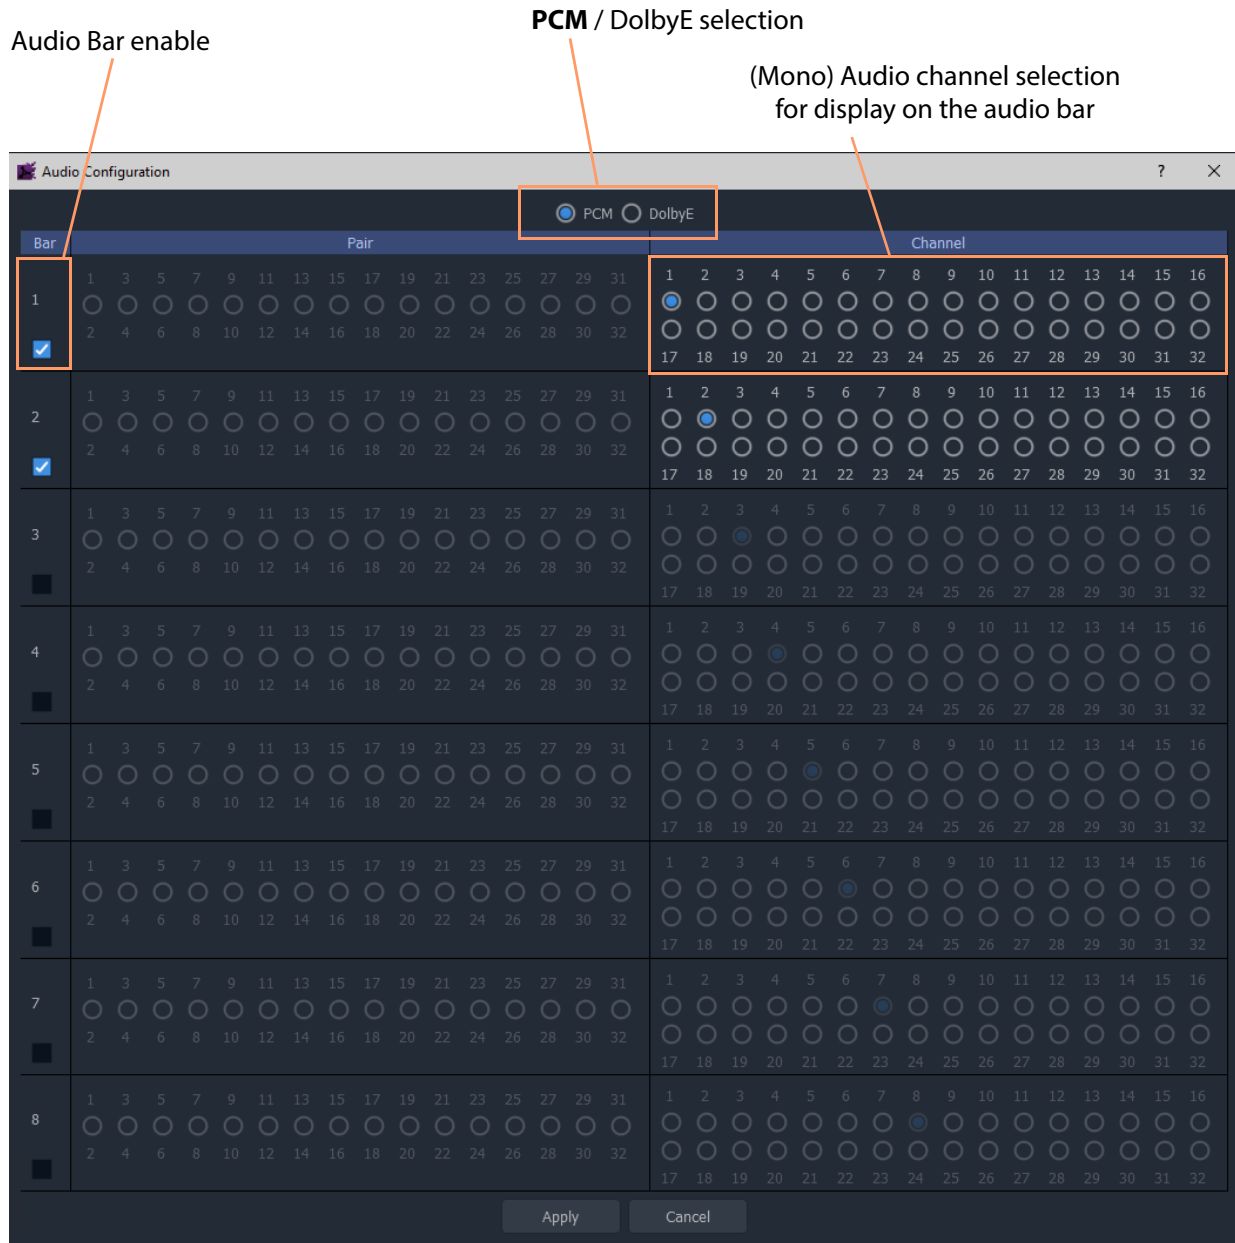 PCM / DolbyE selection
Audio Bar enable
(Mono) Audio channel selection
for display on the audio bar
Audio Configuration ? ×
PCM DolbyE
Bar Pair Channel
1 3 5 7 9 11 13 15 17 19 21 23 25 27 29 31 1 2 3 4 5 6 7 8 9 10 11 12 13 14 15 16
1
2 4 6 8 10 12 14 16 18 20 22 24 26 28 30 32
17 18 19 20 21 22 23 24 25 26 27 28 29 30 31 32
1 3 5 7 9 11 13 15 17 19 21 23 25 27 29 31 1 2 3 4 5 6 7 8 9 10 11 12 13 14 15 16
2
2 4 6 8 10 12 14 16 18 20 22 24 26 28 30 32
17 18 19 20 21 22 23 24 25 26 27 28 29 30 31 32
1 3 5 7 9 11 13 15 17 19 21 23 25 27 29 31 1 2 3 4 5 6 7 8 9 10 11 12 13 14 15 16
3
2 4 6 8 10 12 14 16 18 20 22 24 26 28 30 32
17 18 19 20 21 22 23 24 25 26 27 28 29 30 31 32
1 3 5 7 9 11 13 15 17 19 21 23 25 27 29 31 1 2 3 4 5 6 7 8 9 10 11 12 13 14 15 16
4
2 4 6 8 10 12 14 16 18 20 22 24 26 28 30 32
17 18 19 20 21 22 23 24 25 26 27 28 29 30 31 32
1 3 5 7 9 11 13 15 17 19 21 23 25 27 29 31 1 2 3 4 5 6 7 8 9 10 11 12 13 14 15 16
5
2 4 6 8 10 12 14 16 18 20 22 24 26 28 30 32
17 18 19 20 21 22 23 24 25 26 27 28 29 30 31 32
1 3 5 7 9 11 13 15 17 19 21 23 25 27 29 31 1 2 3 4 5 6 7 8 9 10 11 12 13 14 15 16
6
2 4 6 8 10 12 14 16 18 20 22 24 26 28 30 32
17 18 19 20 21 22 23 24 25 26 27 28 29 30 31 32
1 3 5 7 9 11 13 15 17 19 21 23 25 27 29 31 1 2 3 4 5 6 7 8 9 10 11 12 13 14 15 16
7
2 4 6 8 10 12 14 16 18 20 22 24 26 28 30 32
17 18 19 20 21 22 23 24 25 26 27 28 29 30 31 32
1 3 5 7 9 11 13 15 17 19 21 23 25 27 29 31 1 2 3 4 5 6 7 8 9 10 11 12 13 14 15 16
8
2 4 6 8 10 12 14 16 18 20 22 24 26 28 30 32
17 18 19 20 21 22 23 24 25 26 27 28 29 30 31 32
Apply Cancel